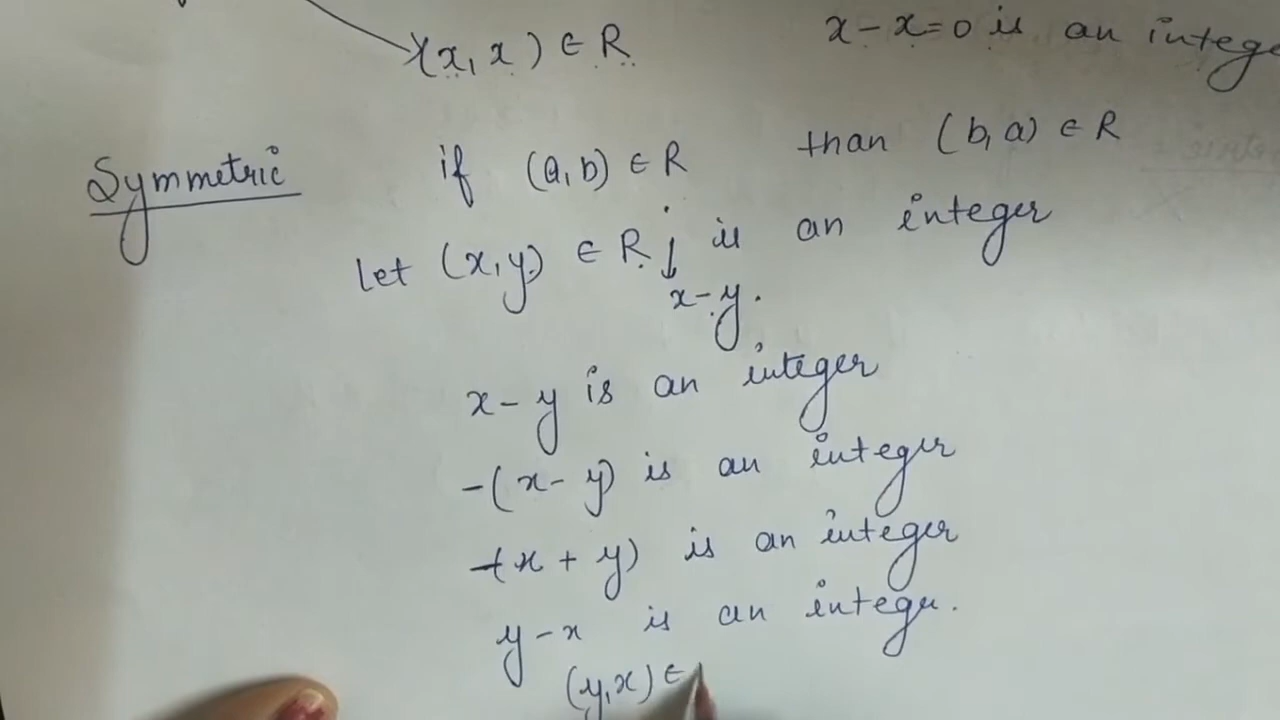 (x, x) ∈ R x - x = 0 is an intege
Symmetric if (a, b) ∈ R than (b, a) ∈ R
let (x, y) ∈ R is an integer
x - y.
x - y is an integer
-(x - y) is an integer
-(x + y) is an integer
y - x is an integer.
(y, x) ∈